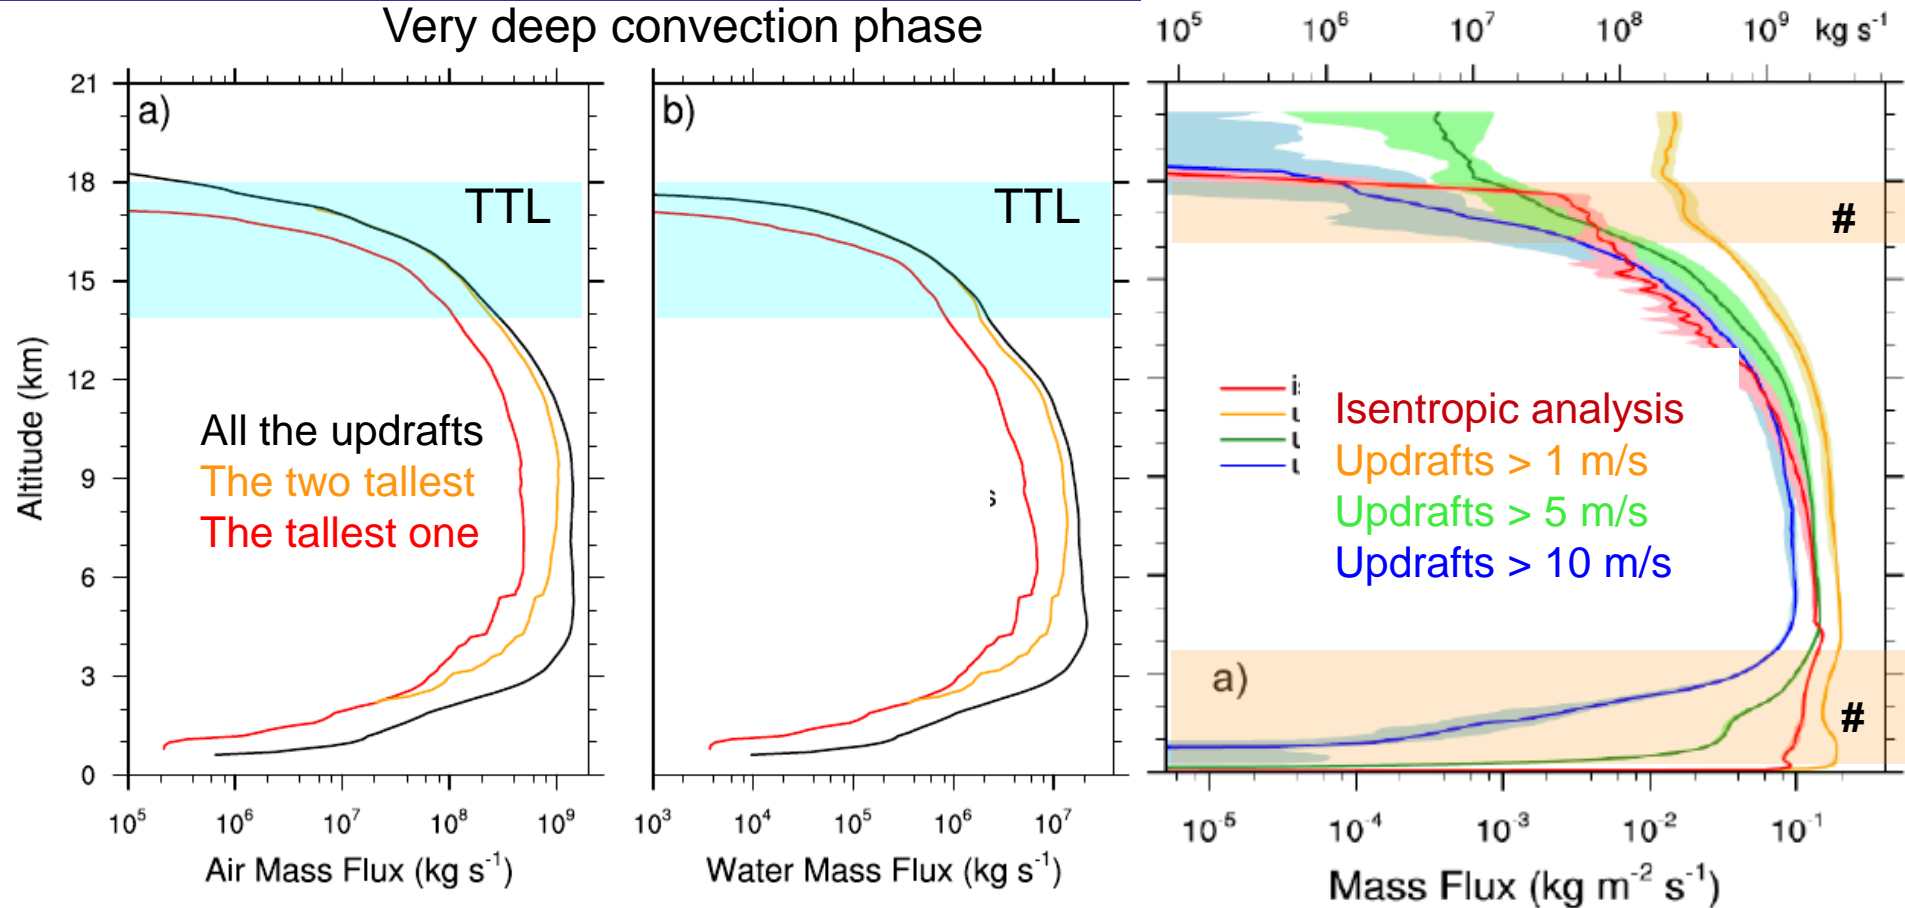 Very deep convection phase
a)
TTL
21
18
15
12
9
6
3
0
Altitude (km)
All the updrafts
The two tallest
The tallest one
10⁵ 10⁶ 10⁷ 10⁸ 10⁹
Air Mass Flux (kg s⁻¹)
b)
TTL
s
10³ 10⁴ 10⁵ 10⁶ 10⁷
Water Mass Flux (kg s⁻¹)
10⁵ 10⁶ 10⁷ 10⁸ 10⁹ kg s⁻¹
#
Isentropic analysis
Updrafts > 1 m/s
Updrafts > 5 m/s
Updrafts > 10 m/s
a)
#
10⁻⁵ 10⁻⁴ 10⁻³ 10⁻² 10⁻¹
Mass Flux (kg m⁻² s⁻¹)